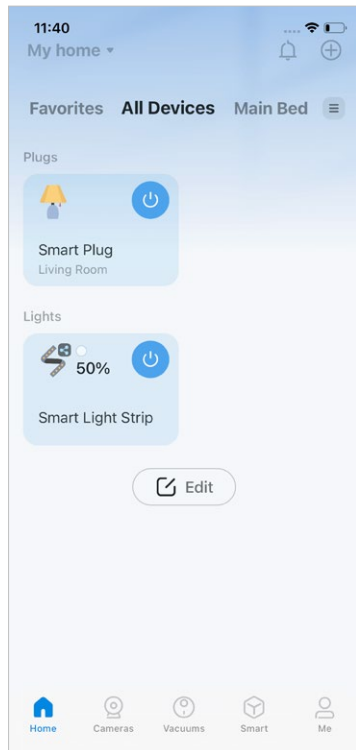 11:40
My home
Favorites All Devices Main Bed
Plugs
Smart Plug
Living Room
Lights
50%
Smart Light Strip
Edit
Home Cameras Vacuums Smart Me